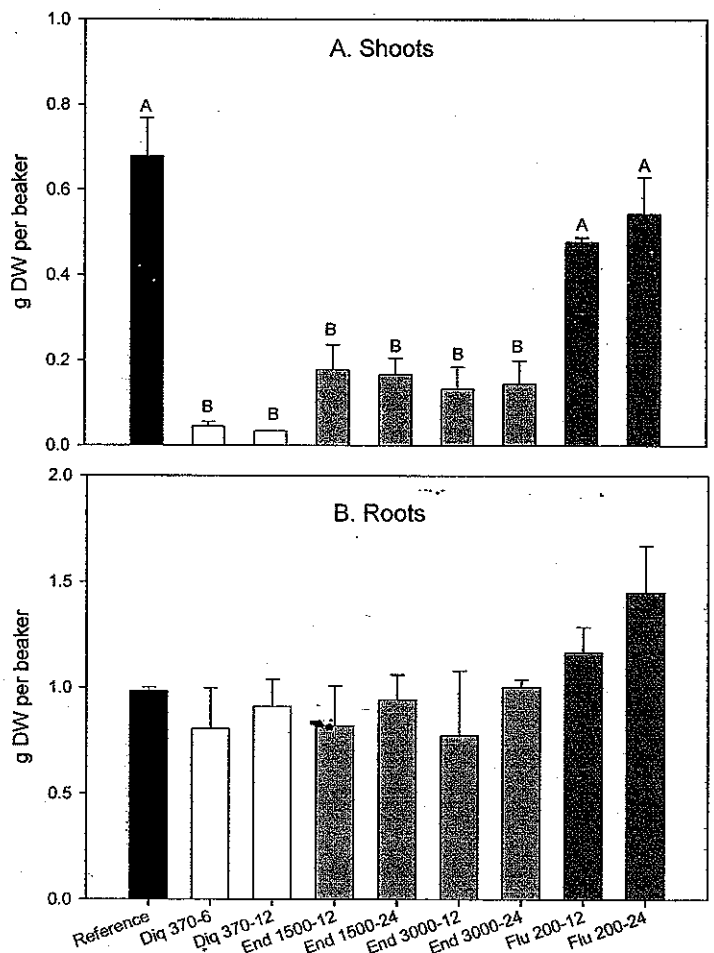 1.0
A. Shoots
0.8
A
A
0.6
A
g DW per beaker
0.4
B
B
B
B
0.2
B
B
0.0
2.0
B. Roots
1.5
g DW per beaker
1.0
0.5
0.0
Reference
Diq 370-6
Diq 370-12
End 1500-12
End 1500-24
End 3000-12
End 3000-24
Flu 200-12
Flu 200-24